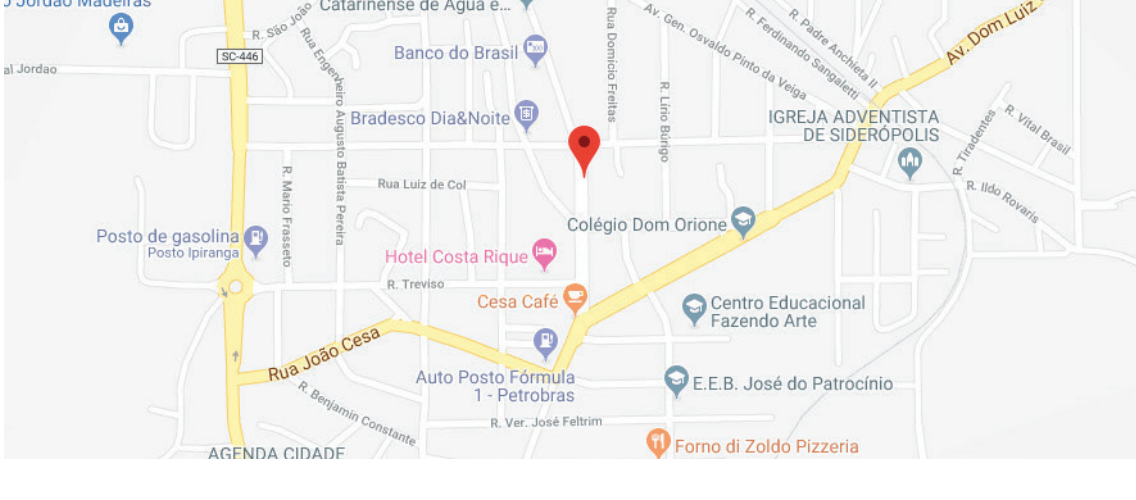 o Jordão Madeiras
Catarinense de Água e...
R. São João
Av. Gen. Osvaldo Pinto da Veiga
R. Padre Anchieta II
Av. Dom Luiz
R. Ferdinando Sangaletti
Rua Domício Freitas
Rua Engenheiro Augusto Batista Pereira
Banco do Brasil
SC-446
al Jordao
R. Lírio Búrigo
Bradesco Dia&Noite
IGREJA ADVENTISTA
DE SIDERÓPOLIS
R. Tiradentes
R. Vital Brasil
R. Mario Frasseto
Rua Luiz de Col
R. Ildo Rovaris
Colégio Dom Orione
Posto de gasolina
Posto Ipiranga
Hotel Costa Rique
R. Treviso
Cesa Café
Centro Educacional
Fazendo Arte
Rua João Cesa
Auto Posto Fórmula
1 - Petrobras
E.E.B. José do Patrocínio
R. Benjamin Constante
R. Ver. José Feltrim
Forno di Zoldo Pizzeria
AGENDA CIDADE